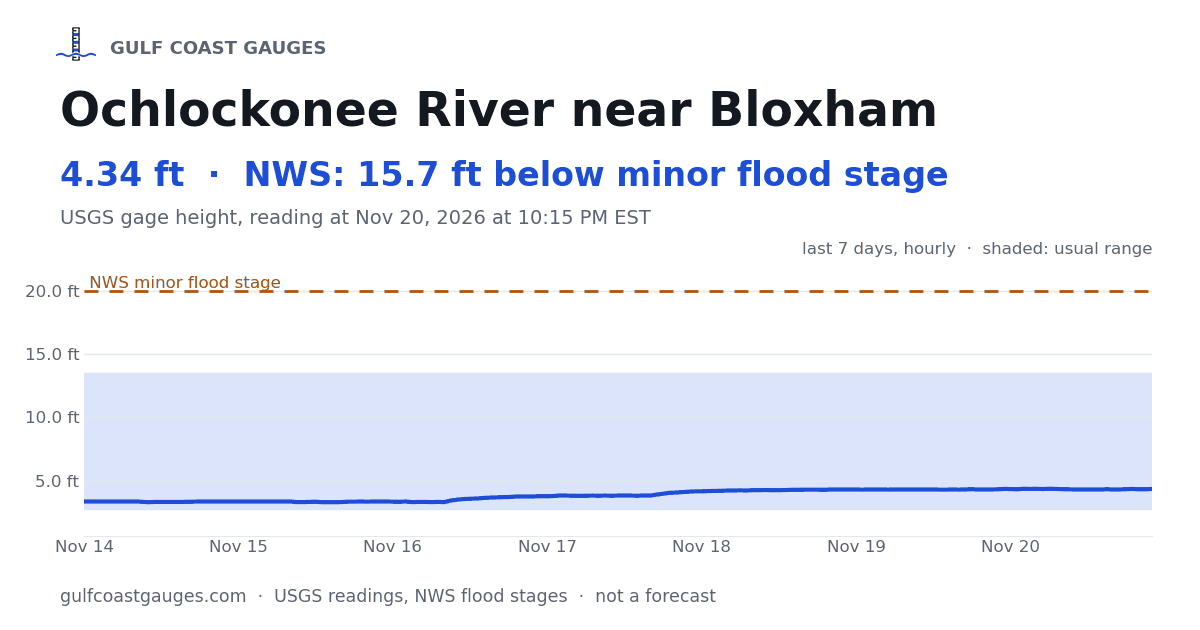 GULF COAST GAUGES
Ochlockonee River near Bloxham
4.34 ft · NWS: 15.7 ft below minor flood stage
USGS gage height, reading at Nov 20, 2026 at 10:15 PM EST
last 7 days, hourly · shaded: usual range
NWS minor flood stage
20.0 ft
15.0 ft
10.0 ft
5.0 ft
Nov 14 Nov 15 Nov 16 Nov 17 Nov 18 Nov 19 Nov 20
gulfcoastgauges.com · USGS readings, NWS flood stages · not a forecast